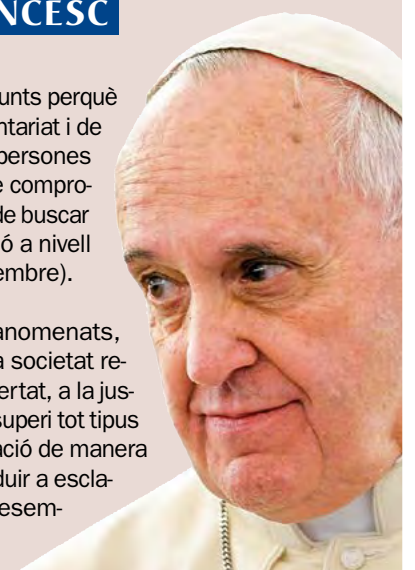 NCESC
unts perquè
ntariat i de
persones
e compro-
de buscar
ó a nivell
embre).
anomenats,
a societat re-
ertat, a la jus-
superi tot tipus
ació de manera
duir a escla-
esem-